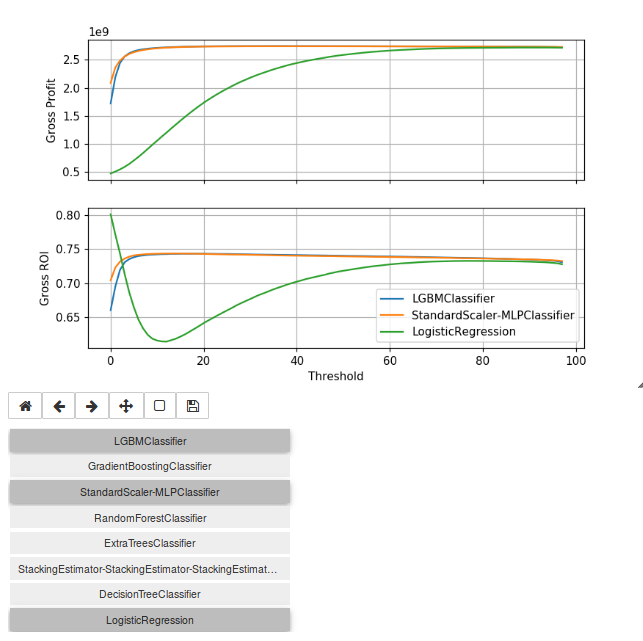 1e9
Gross Profit
2.5
2.0
1.5
1.0
0.5
Gross ROI
0.80
0.75
0.70
0.65
LGBMClassifier
StandardScaler-MLPClassifier
LogisticRegression
0 20 40 60 80 100
Threshold
LGBMClassifier
GradientBoostingClassifier
StandardScaler-MLPClassifier
RandomForestClassifier
ExtraTreesClassifier
StackingEstimator-StackingEstimator-StackingEstimat...
DecisionTreeClassifier
LogisticRegression